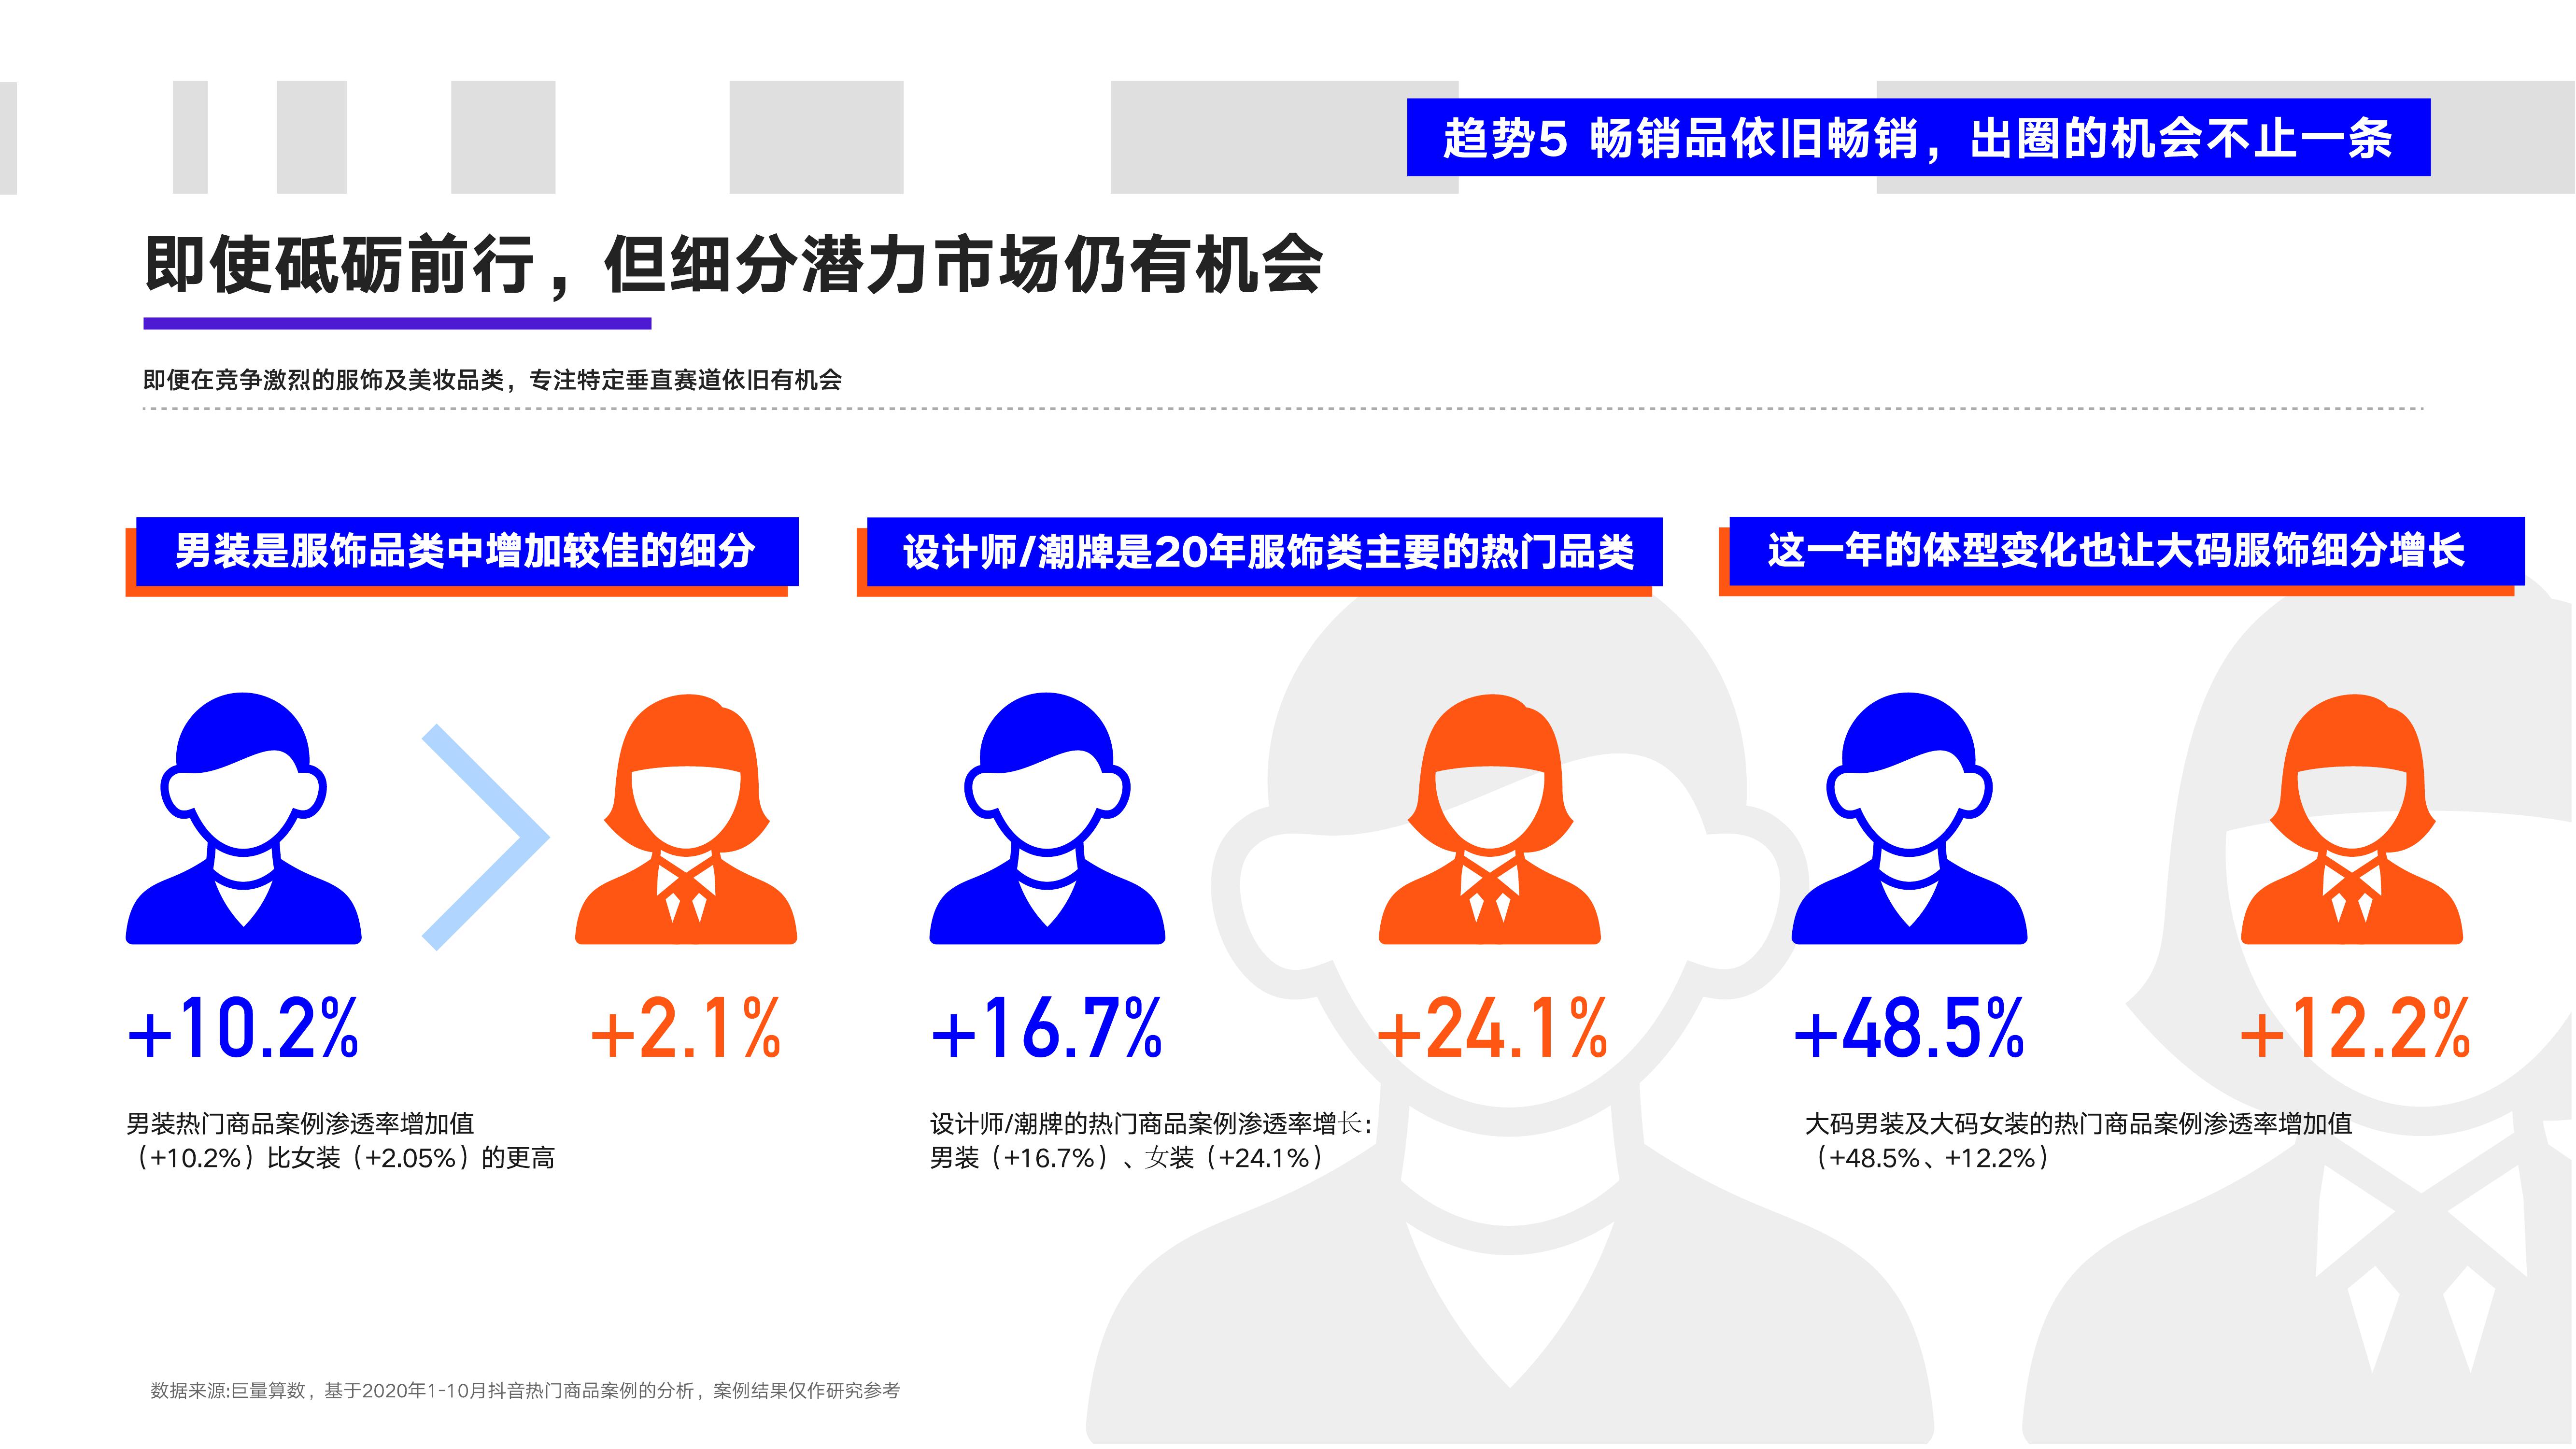 趋势5 畅销品依旧畅销，出圈的机会不止一条
即使砥砺前行，但细分潜力市场仍有机会
即便在竞争激烈的服饰及美妆品类，专注特定垂直赛道依旧有机会
男装是服饰品类中增加较佳的细分
设计师/潮牌是20年服饰类主要的热门品类
这一年的体型变化也让大码服饰细分增长
+10.2%
+2.1%
+16.7%
+24.1%
+48.5%
+12.2%
男装热门商品案例渗透率增加值
（+10.2%）比女装（+2.05%）的更高
设计师/潮牌的热门商品案例渗透率增长：
男装（+16.7%）、女装（+24.1%）
大码男装及大码女装的热门商品案例渗透率增加值
（+48.5%、+12.2%）
数据来源:巨量算数，基于2020年1-10月抖音热门商品案例的分析，案例结果仅作研究参考